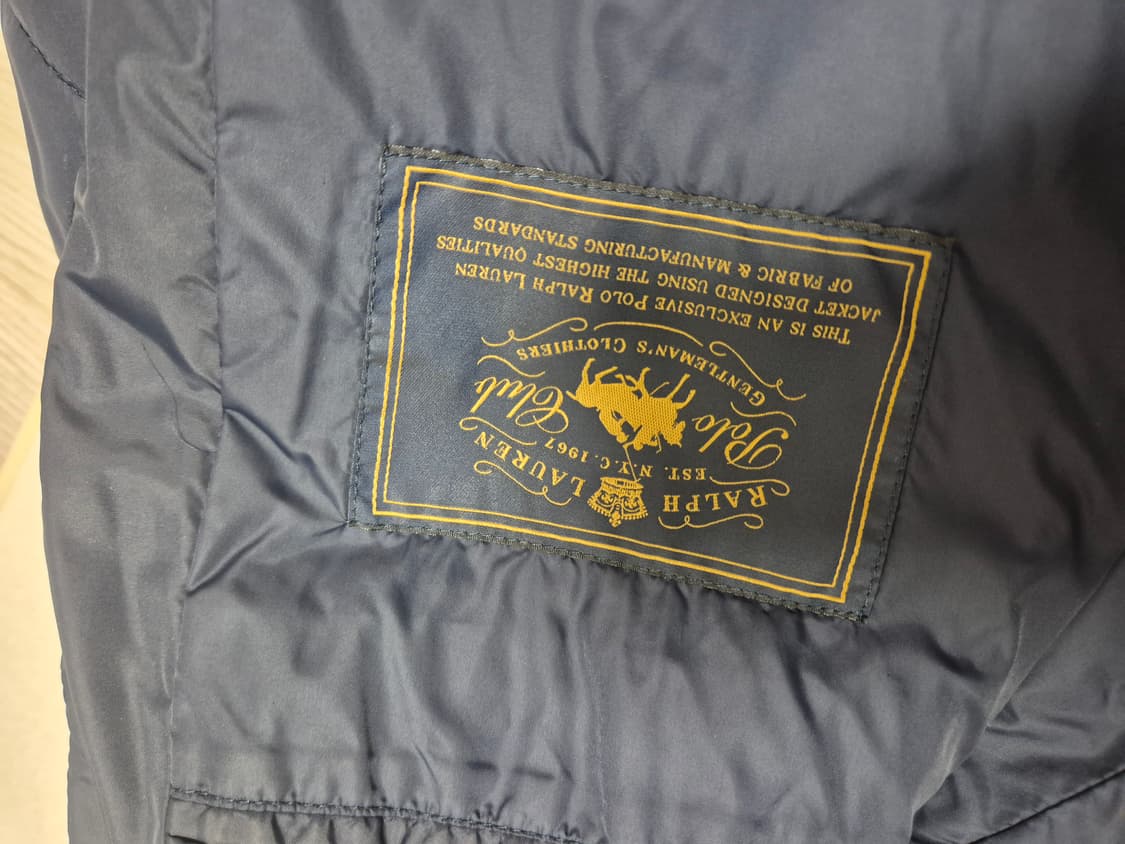 RALPH LAUREN
EST. N.Y.C. 1967
Polo Club
GENTLEMAN'S CLOTHIERS
THIS IS AN EXCLUSIVE POLO RALPH LAUREN
JACKET DESIGNED USING THE HIGHEST QUALITIES
OF FABRIC & MANUFACTURING STANDARDS